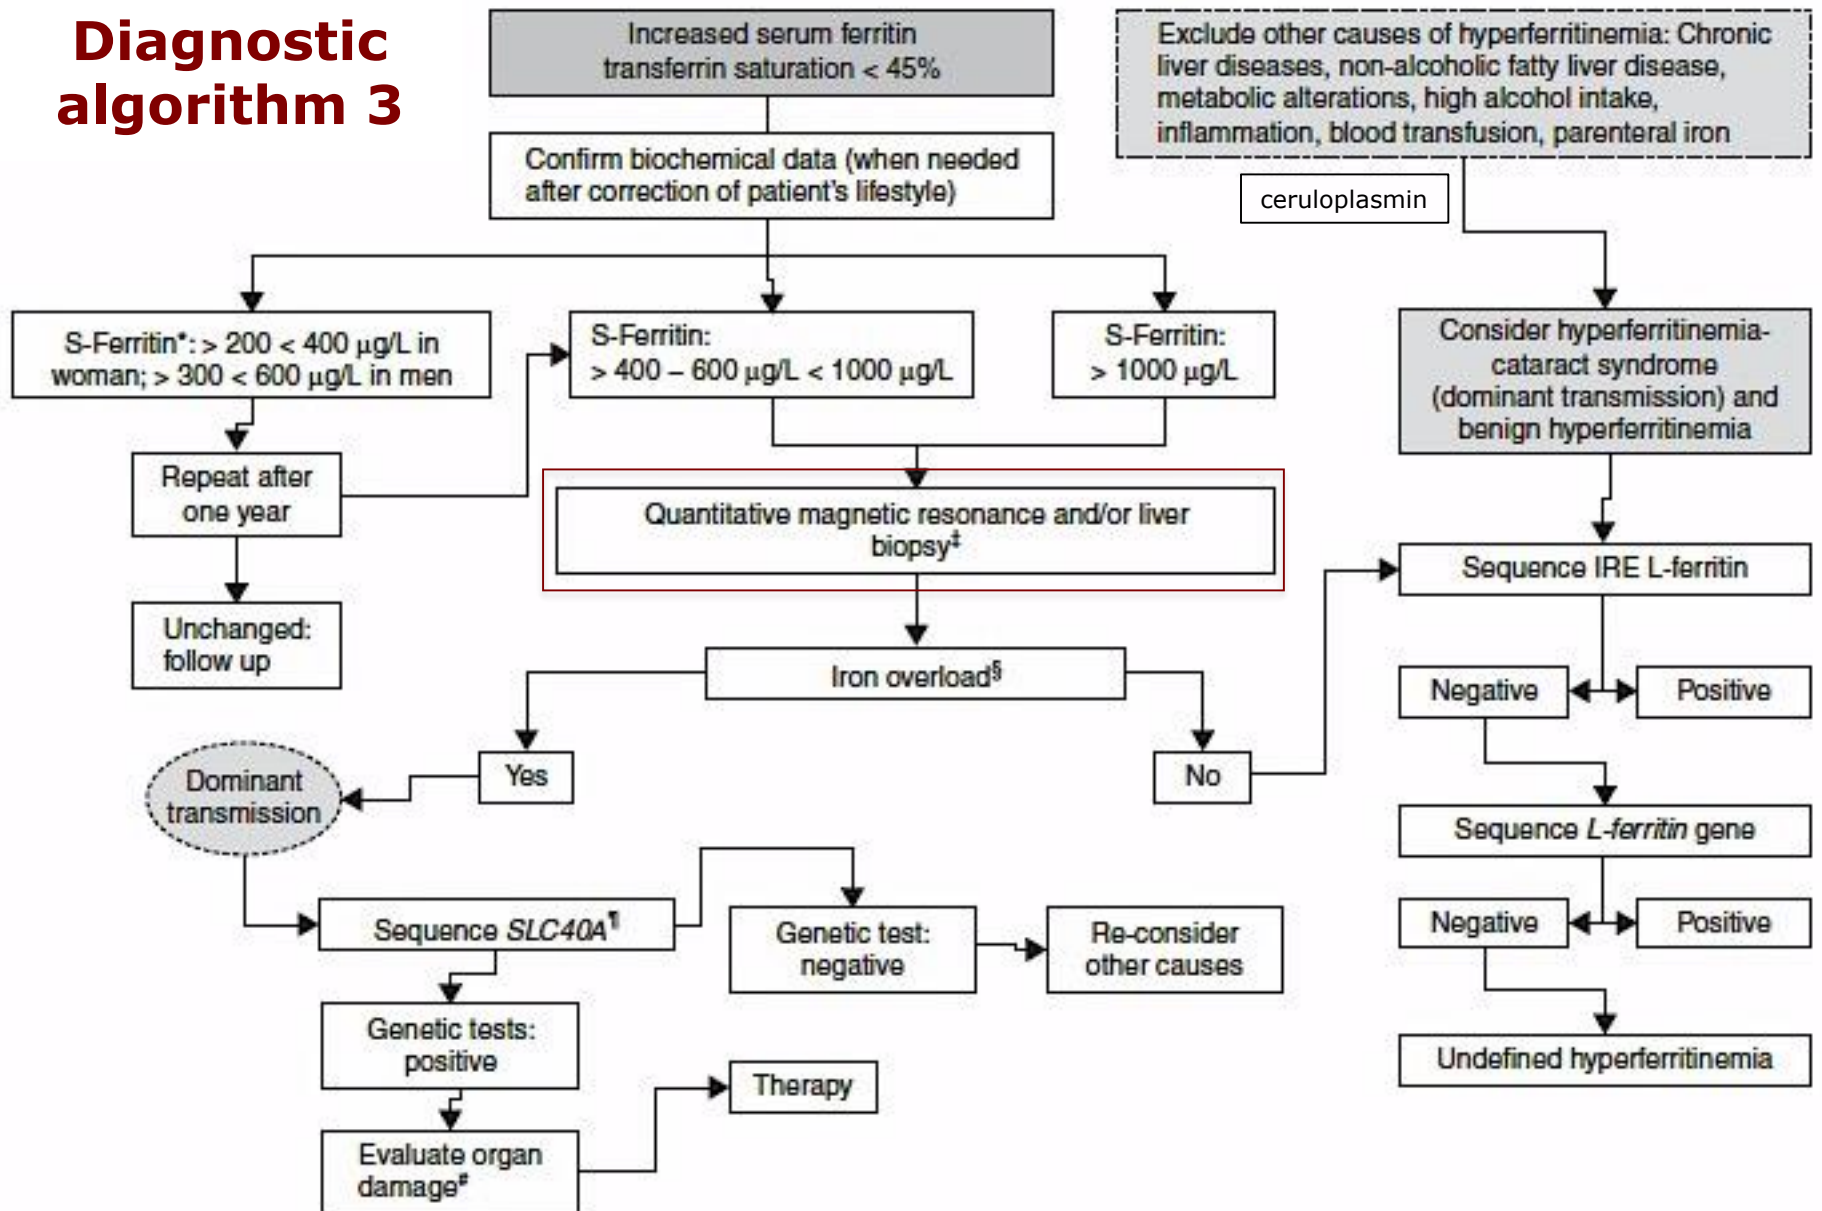 Diagnostic
algorithm 3
Increased serum ferritin
transferrin saturation < 45%
Exclude other causes of hyperferritinemia: Chronic
liver diseases, non-alcoholic fatty liver disease,
metabolic alterations, high alcohol intake,
inflammation, blood transfusion, parenteral iron
Confirm biochemical data (when needed
after correction of patient's lifestyle)
ceruloplasmin
S-Ferritin*: > 200 < 400 µg/L in
woman; > 300 < 600 µg/L in men
S-Ferritin:
> 400 – 600 µg/L < 1000 µg/L
S-Ferritin:
> 1000 µg/L
Consider hyperferritinemia-
cataract syndrome
(dominant transmission) and
benign hyperferritinemia
Repeat after
one year
Quantitative magnetic resonance and/or liver
biopsy‡
Sequence IRE L-ferritin
Unchanged:
follow up
Iron overload§
Negative
Positive
Yes
No
Dominant
transmission
Sequence L-ferritin gene
Sequence SLC40A¶
Genetic test:
negative
Re-consider
other causes
Negative
Positive
Genetic tests:
positive
Undefined hyperferritinemia
Therapy
Evaluate organ
damage#